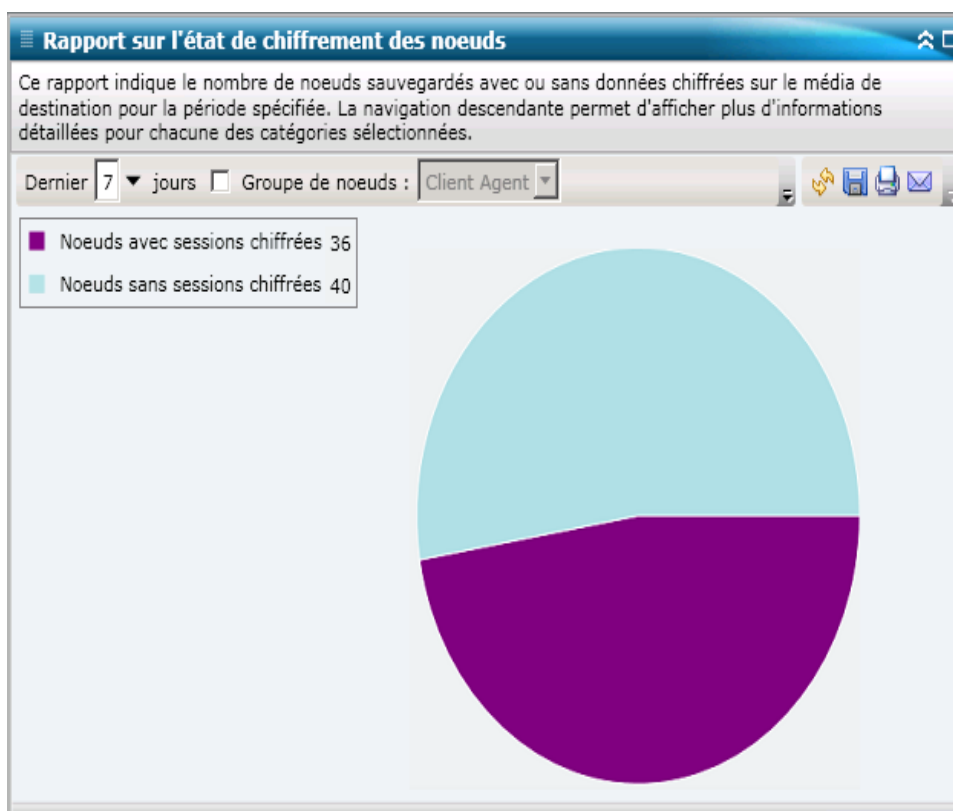 Rapport sur l'état de chiffrement des noeuds
Ce rapport indique le nombre de noeuds sauvegardés avec ou sans données chiffrées sur le média de
destination pour la période spécifiée. La navigation descendante permet d'afficher plus d'informations
détaillées pour chacune des catégories sélectionnées.
Dernier 7 jours Groupe de noeuds : Client Agent
Noeuds avec sessions chiffrées 36
Noeuds sans sessions chiffrées 40